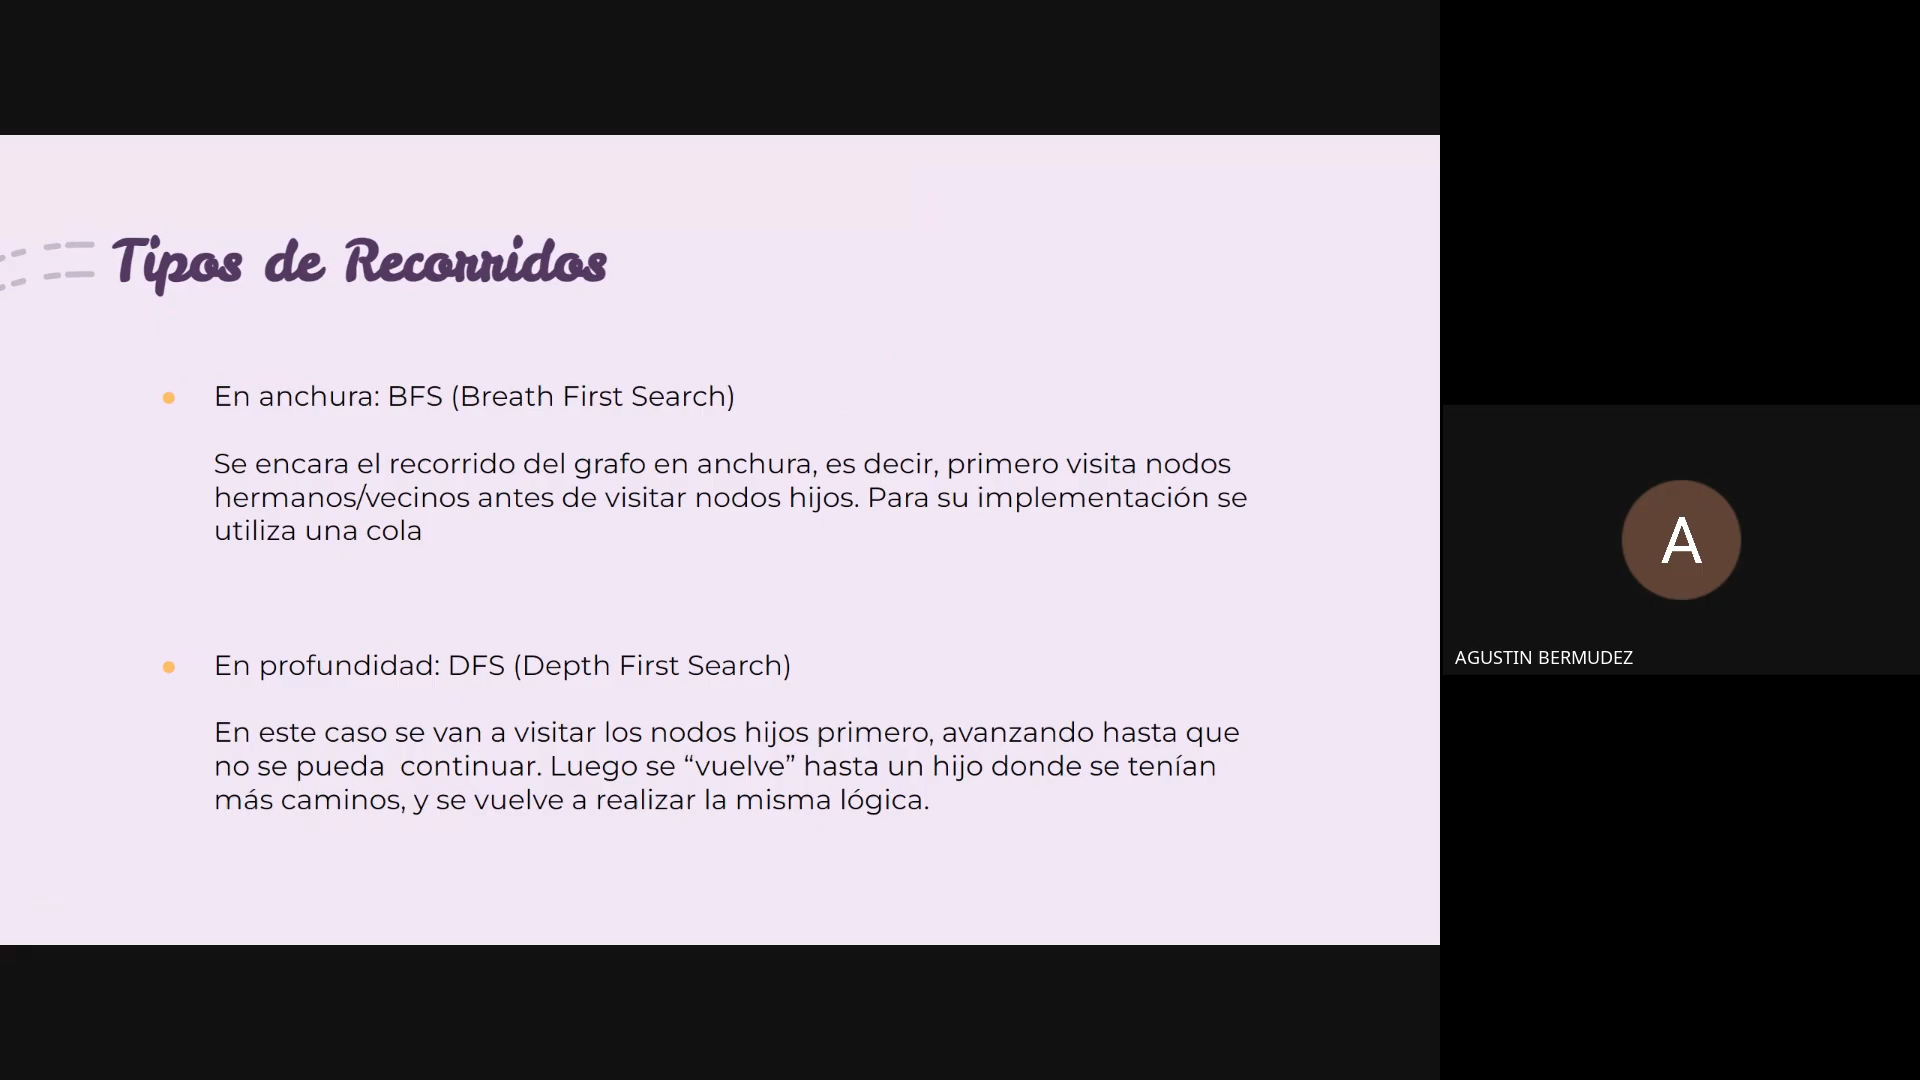 Tipos de Recorridos
En anchura: BFS (Breath First Search)
Se encara el recorrido del grafo en anchura, es decir, primero visita nodos
hermanos/vecinos antes de visitar nodos hijos. Para su implementación se
utiliza una cola
En profundidad: DFS (Depth First Search)
En este caso se van a visitar los nodos hijos primero, avanzando hasta que
no se pueda  continuar. Luego se “vuelve” hasta un hijo donde se tenían
más caminos, y se vuelve a realizar la misma lógica.
A
AGUSTIN BERMUDEZ